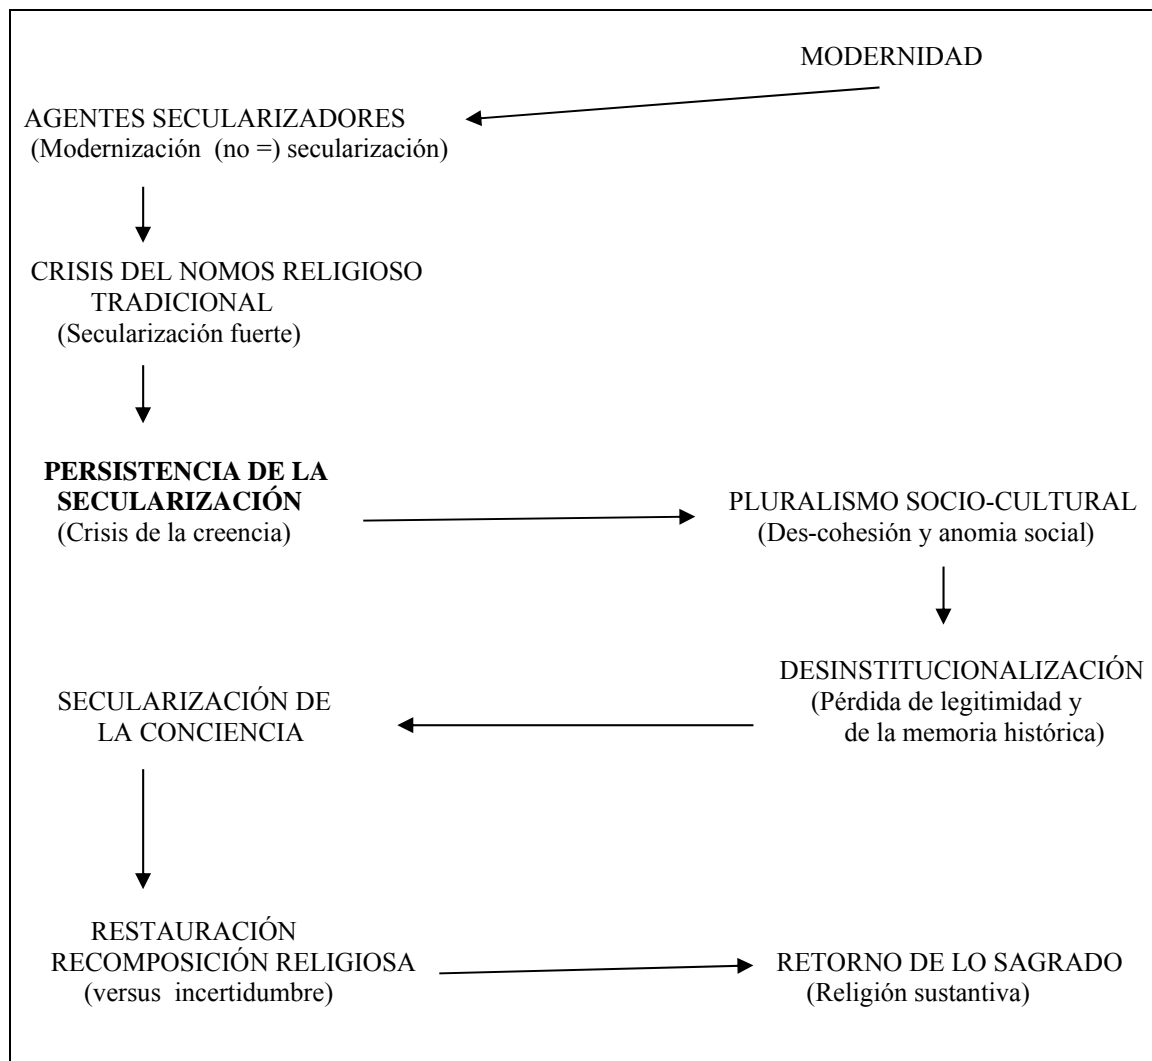 MODERNIDAD
AGENTES SECULARIZADORES
(Modernización (no =) secularización)
CRISIS DEL NOMOS RELIGIOSO
TRADICIONAL
(Secularización fuerte)
PERSISTENCIA DE LA
SECULARIZACIÓN
(Crisis de la creencia)
PLURALISMO SOCIO-CULTURAL
(Des-cohesión y anomia social)
DESINSTITUCIONALIZACIÓN
(Pérdida de legitimidad y
de la memoria histórica)
SECULARIZACIÓN DE
LA CONCIENCIA
RESTAURACIÓN
RECOMPOSICIÓN RELIGIOSA
(versus incertidumbre)
RETORNO DE LO SAGRADO
(Religión sustantiva)